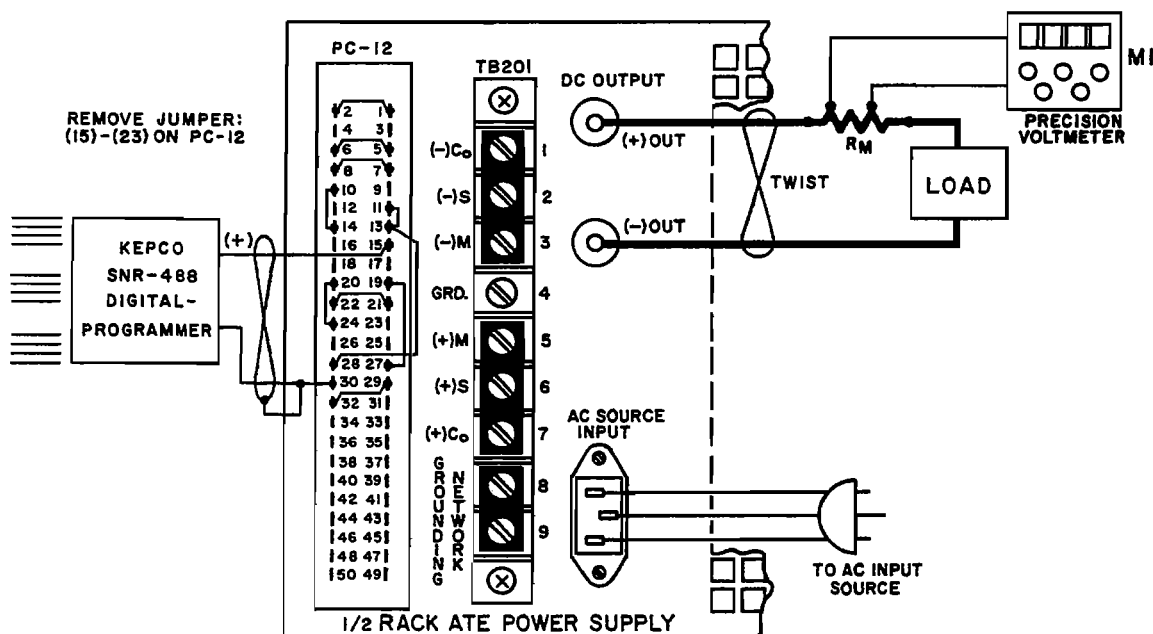 PC-12
TB201
DC OUTPUT
M1
PRECISION
VOLTMETER
REMOVE JUMPER:
(15)-(23) ON PC-12
2 1
4 3
6 5
8 7
10 9
12 11
14 13
16 15
18 17
20 19
22 21
24 23
26 25
28 27
30 29
32 31
34 33
36 35
38 37
40 39
42 41
44 43
46 45
48 47
50 49
(-)Co 1
(-)S 2
(-)M 3
GRD. 4
(+)M 5
(+)S 6
(+)Co 7
8
9
GROUNDING
NETWORK
(+)OUT
RM
TWIST
LOAD
(-)OUT
KEPCO
SNR-488
DIGITAL-
PROGRAMMER
(+)
AC SOURCE
INPUT
TO AC INPUT
SOURCE
1/2 RACK ATE POWER SUPPLY